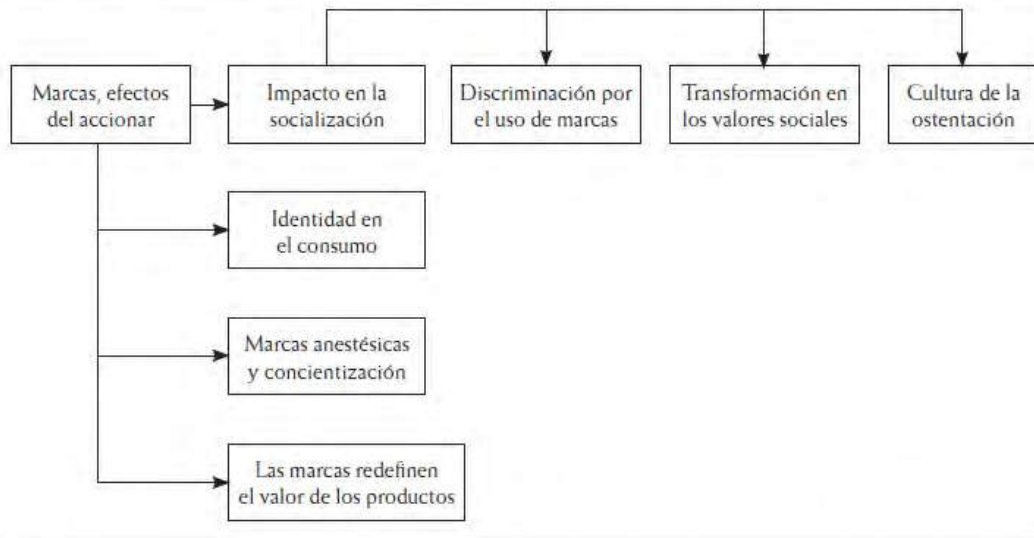 Marcas, efectos
del accionar
Impacto en la
socialización
Discriminación por
el uso de marcas
Transformación en
los valores sociales
Cultura de la
ostentación
Identidad en
el consumo
Marcas anestésicas
y concientización
Las marcas redefinen
el valor de los productos